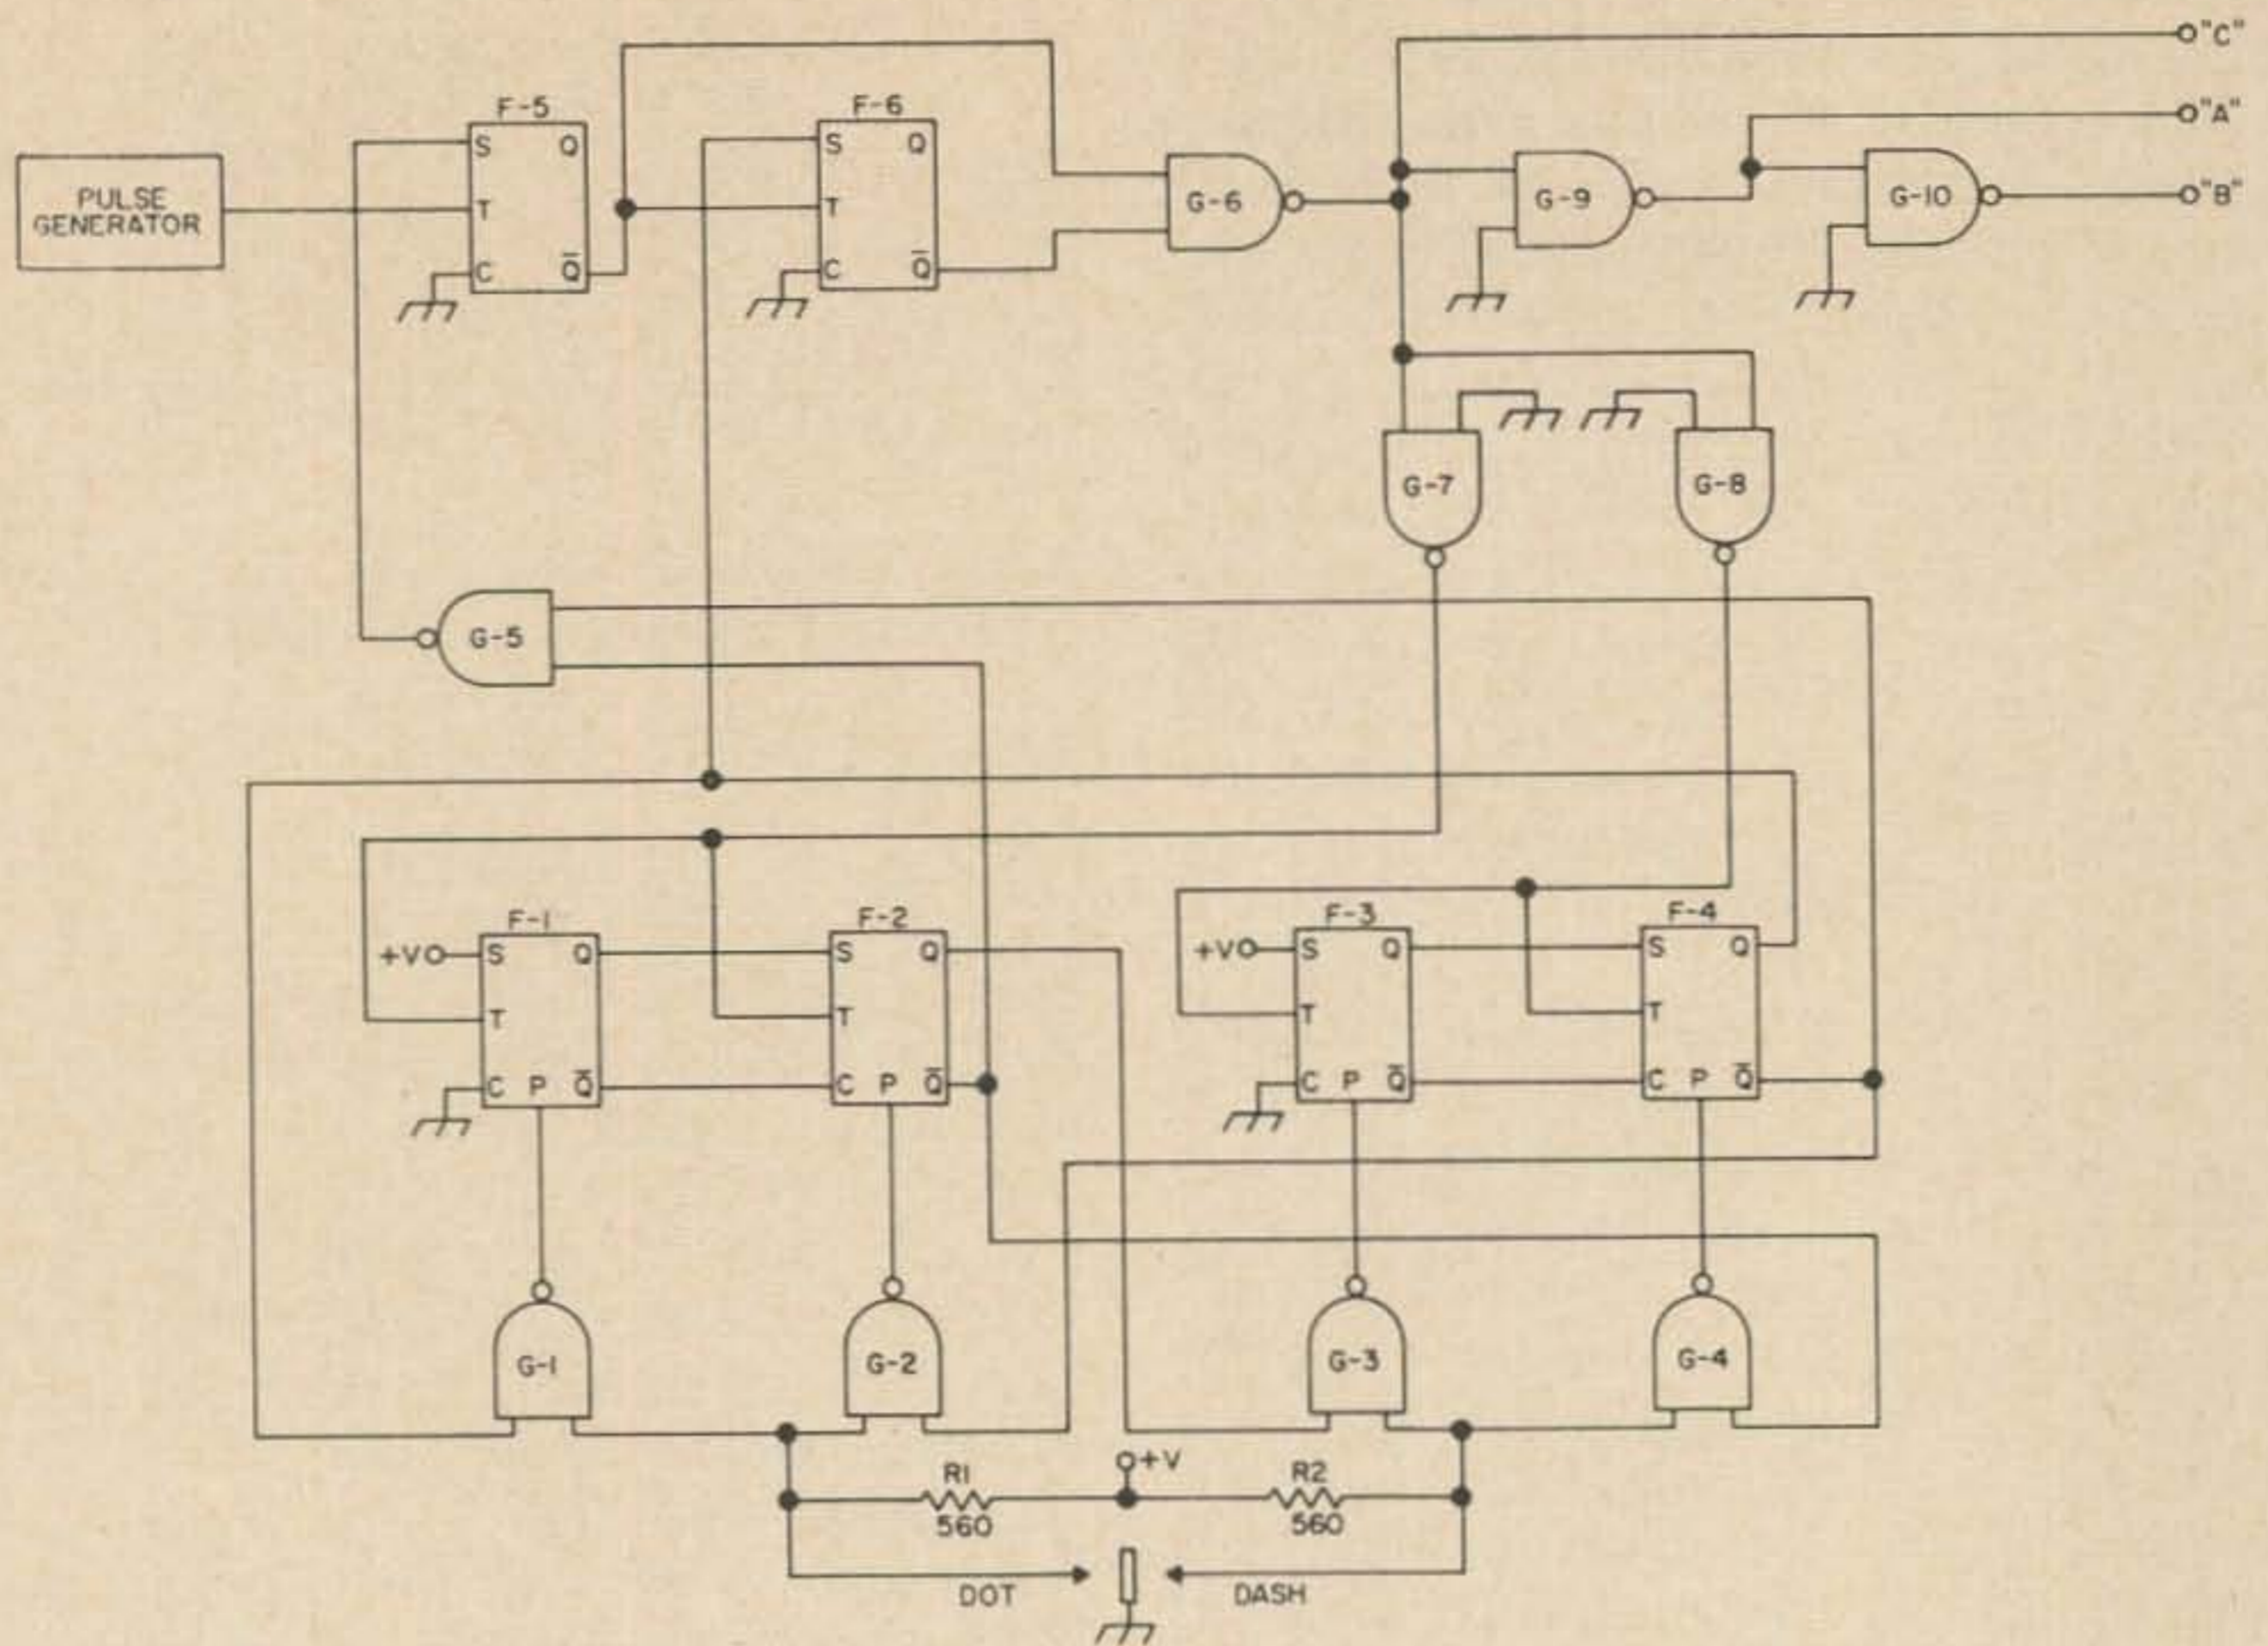 "C"
"A"
"B"
F-5
F-6
PULSE
GENERATOR
S Q
T
C Q̄
S Q
T
C Q̄
G-6
G-9
G-10
G-7
G-8
G-5
F-1
F-2
F-3
F-4
+V
S Q
T
C P Q̄
S Q
T
C P Q̄
+V
S Q
T
C P Q̄
S Q
T
C P Q̄
G-1
G-2
G-3
G-4
+V
R1
560
R2
560
DOT
DASH